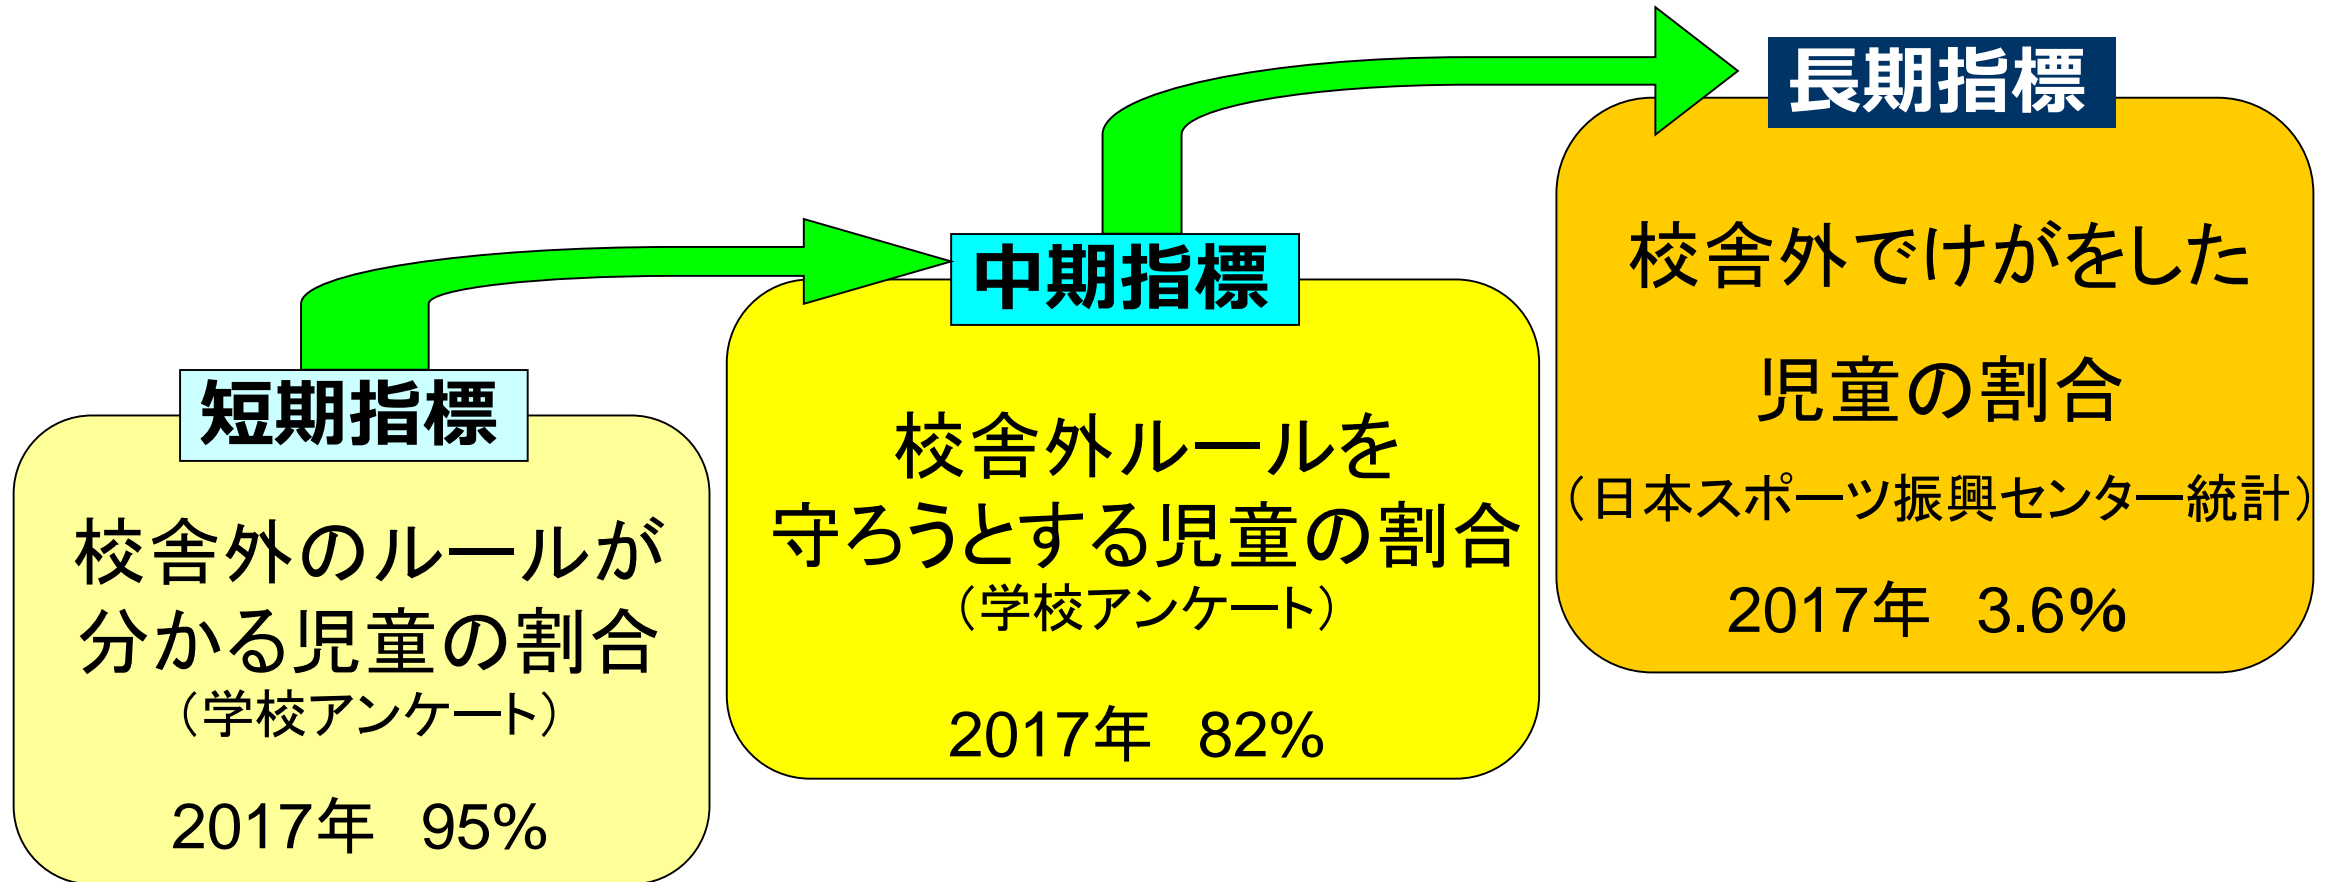 短期指標
校舎外のルールが
分かる児童の割合
（学校アンケート）
2017年　95%
中期指標
校舎外ルールを
守ろうとする児童の割合
（学校アンケート）
2017年　82%
長期指標
校舎外でけがをした
児童の割合
（日本スポーツ振興センター統計）
2017年　3.6%